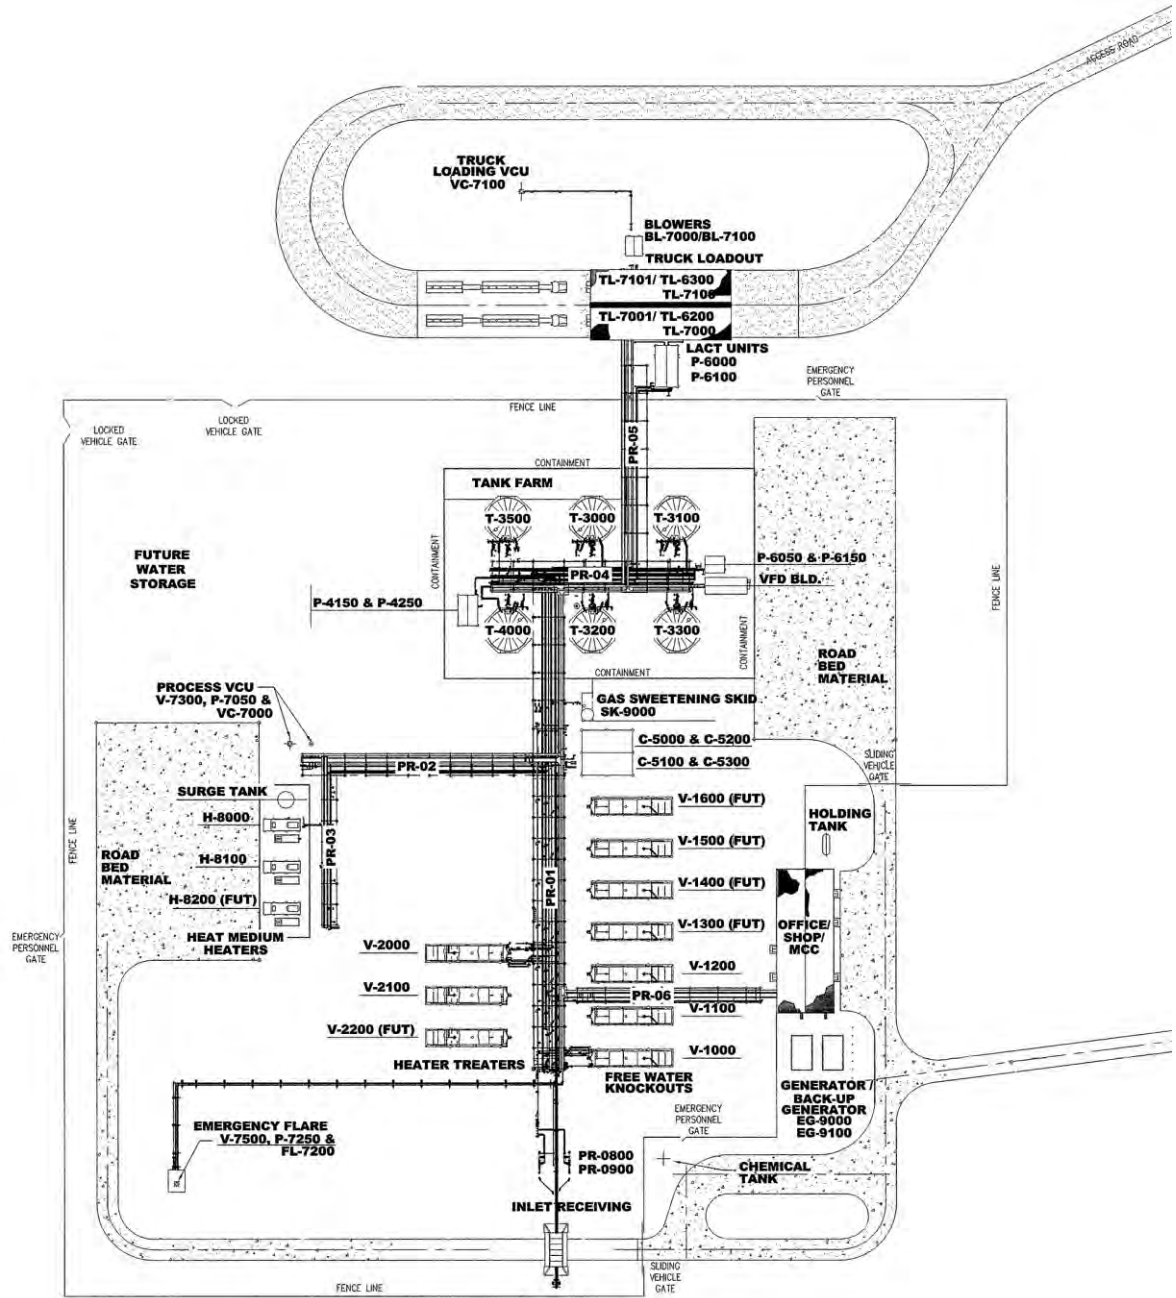 ACCESS ROAD
TRUCK
LOADING VCU
VC-7100
BLOWERS
BL-7000/BL-7100
TRUCK LOADOUT
TL-7101/ TL-6300
TL-7100
TL-7001/ TL-6200
TL-7000
LACT UNITS
P-6000
P-6100
EMERGENCY
PERSONNEL
GATE
FENCE LINE
LOCKED
VEHICLE GATE
LOCKED
VEHICLE GATE
PR-05
CONTAINMENT
TANK FARM
T-3500
T-3000
T-3100
CONTAINMENT
FUTURE
WATER
STORAGE
P-6050 & P-6150
PR-04
VFD BLD.
FENCE LINE
P-4150 & P-4250
T-4000
T-3200
T-3300
CONTAINMENT
ROAD
BED
MATERIAL
CONTAINMENT
PROCESS VCU
V-7300, P-7050 &
VC-7000
GAS SWEETENING SKID
SK-9000
C-5000 & C-5200
C-5100 & C-5300
PR-02
SLIDING
VEHICLE
GATE
SURGE TANK
H-8000
V-1600 (FUT)
HOLDING
TANK
FENCE LINE
PR-03
V-1500 (FUT)
ROAD
BED
MATERIAL
H-8100
PR-01
V-1400 (FUT)
H-8200 (FUT)
V-1300 (FUT)
OFFICE/
SHOP/
MCC
EMERGENCY
PERSONNEL
GATE
HEAT MEDIUM
HEATERS
V-2000
V-1200
V-2100
PR-06
V-1100
V-2200 (FUT)
V-1000
HEATER TREATERS
FREE WATER
KNOCKOUTS
GENERATOR /
BACK-UP
GENERATOR
EG-9000
EG-9100
EMERGENCY
PERSONNEL
GATE
EMERGENCY FLARE
V-7500, P-7250 &
FL-7200
PR-0800
PR-0900
CHEMICAL
TANK
INLET RECEIVING
SLIDING
VEHICLE
GATE
FENCE LINE